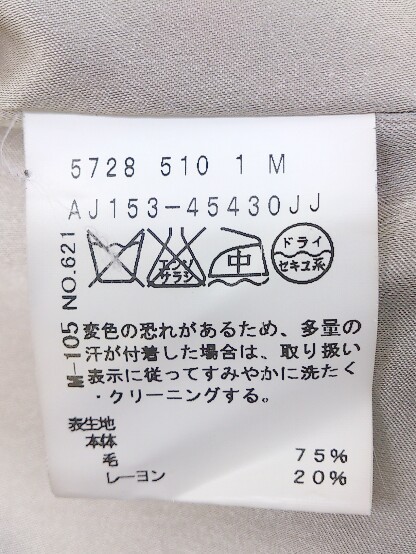 5728 510 1 M
AJ153-45430JJ
エンソ
サラシ
中
ドライ
セキユ系
M-105 NO.621
変色の恐れがあるため、多量の
汗が付着した場合は、取り扱い
表示に従ってすみやかに洗たく
・クリーニングする。
表生地
本体
毛 75%
レーヨン 20%